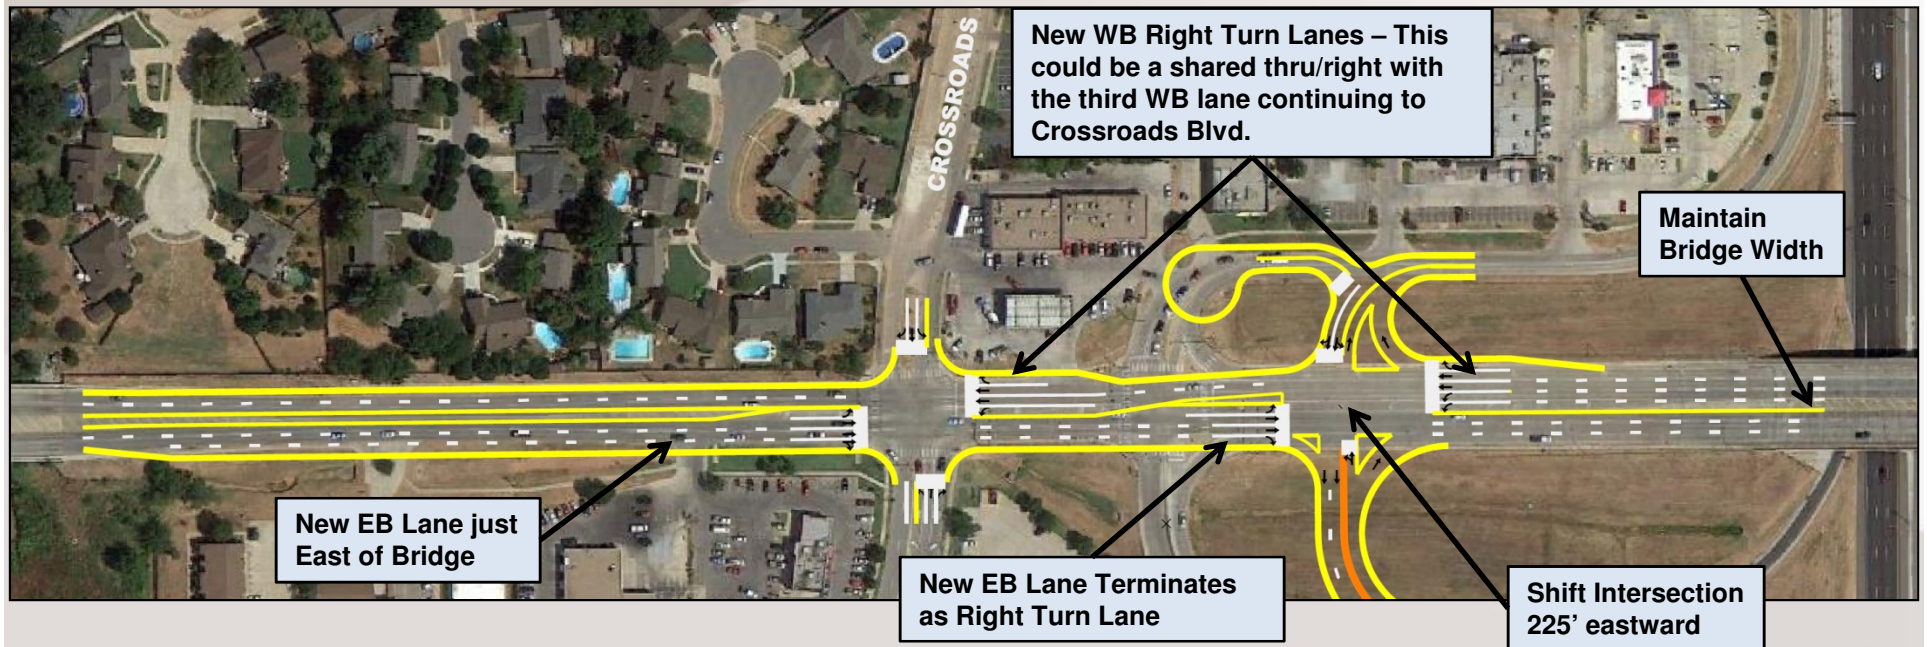 CROSSROADS
New WB Right Turn Lanes – This
could be a shared thru/right with
the third WB lane continuing to
Crossroads Blvd.
Maintain
Bridge Width
New EB Lane just
East of Bridge
New EB Lane Terminates
as Right Turn Lane
Shift Intersection
225’ eastward